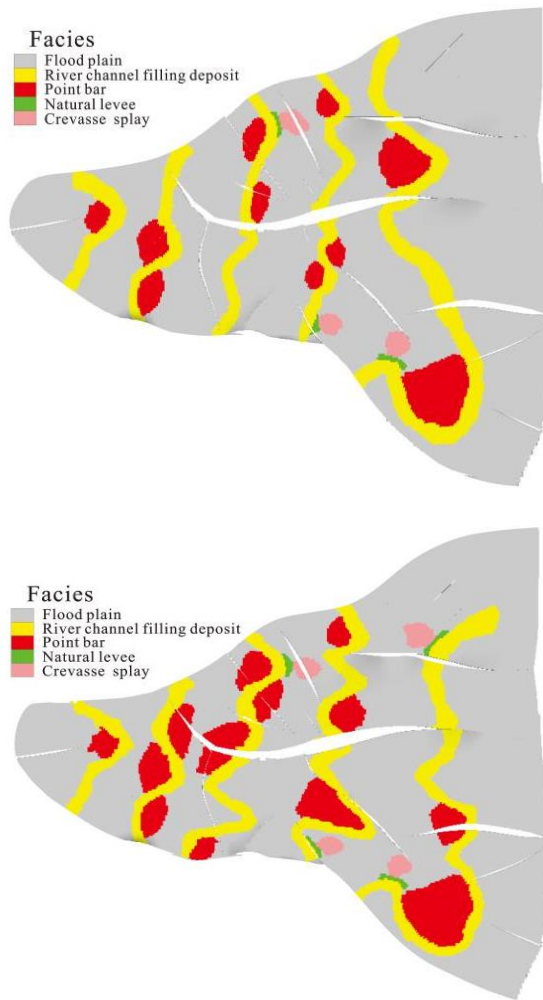 Facies
Flood plain
River channel filling deposit
Point bar
Natural levee
Crevasse splay
Facies
Flood plain
River channel filling deposit
Point bar
Natural levee
Crevasse splay